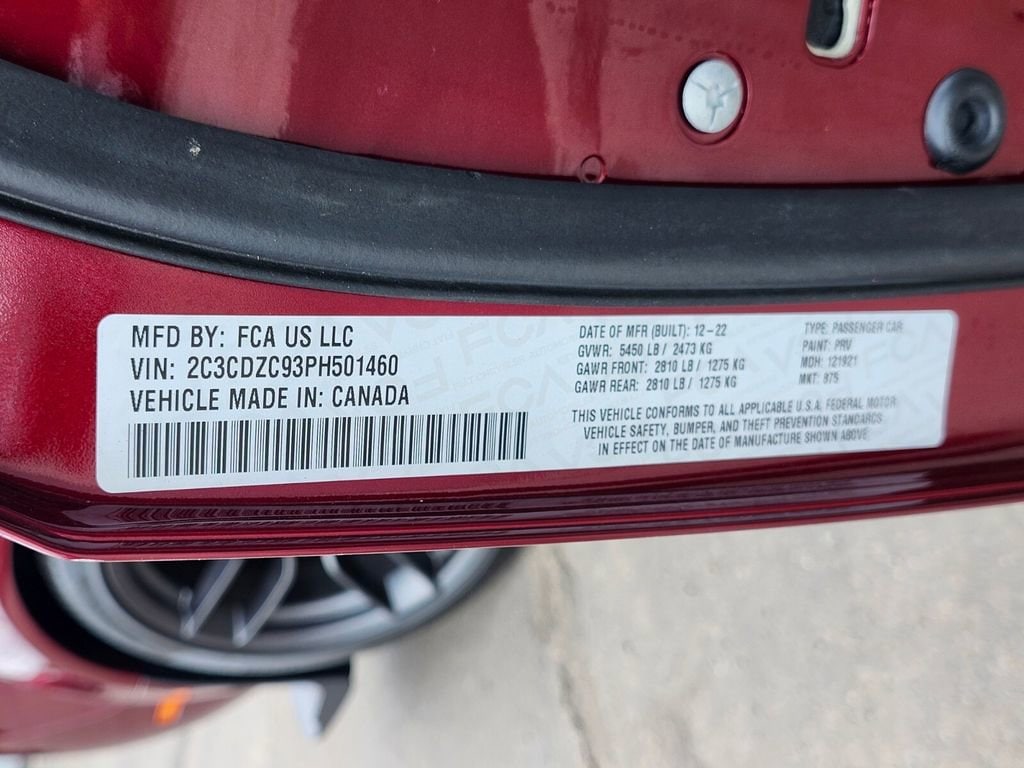 MFD BY: FCA US LLC
VIN: 2C3CDZC93PH501460
VEHICLE MADE IN: CANADA
DATE OF MFR (BUILT): 12-22
GVWR: 5450 LB / 2473 KG
GAWR FRONT: 2810 LB / 1275 KG
GAWR REAR: 2810 LB / 1275 KG
TYPE: PASSENGER CAR
PAINT: PRV
MDH: 121921
MKT: 875
THIS VEHICLE CONFORMS TO ALL APPLICABLE U.S.A. FEDERAL MOTOR
VEHICLE SAFETY, BUMPER, AND THEFT PREVENTION STANDARDS
IN EFFECT ON THE DATE OF MANUFACTURE SHOWN ABOVE